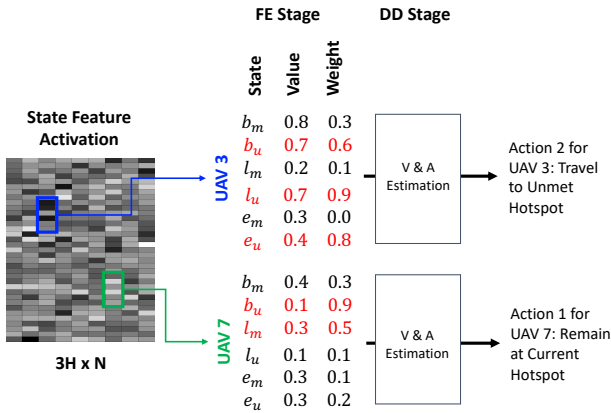 FE Stage
DD Stage
State
Value
Weight
State Feature
Activation
3H x N
UAV 3
b_m 0.8 0.3
b_u 0.7 0.6
l_m 0.2 0.1
l_u 0.7 0.9
e_m 0.3 0.0
e_u 0.4 0.8
V & A
Estimation
Action 2 for
UAV 3: Travel
to Unmet
Hotspot
UAV 7
b_m 0.4 0.3
b_u 0.1 0.9
l_m 0.3 0.5
l_u 0.1 0.1
e_m 0.3 0.1
e_u 0.3 0.2
V & A
Estimation
Action 1 for
UAV 7: Remain
at Current
Hotspot